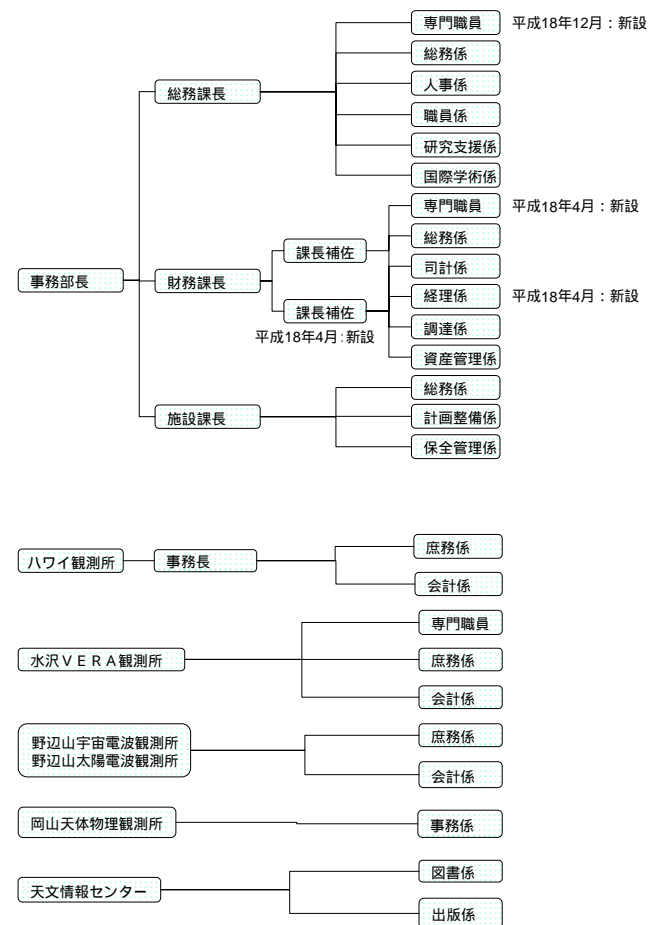 専門職員 平成18年12月：新設
総務係
総務課長
人事係
職員係
研究支援係
国際学術係
専門職員 平成18年4月：新設
総務係
課長補佐
司計係
事務部長
財務課長
経理係 平成18年4月：新設
課長補佐
平成18年4月：新設
調達係
資産管理係
総務係
施設課長
計画整備係
保全管理係
ハワイ観測所
事務長
庶務係
会計係
専門職員
水沢ＶＥＲＡ観測所
庶務係
会計係
野辺山宇宙電波観測所
野辺山太陽電波観測所
庶務係
会計係
岡山天体物理観測所
事務係
天文情報センター
図書係
出版係